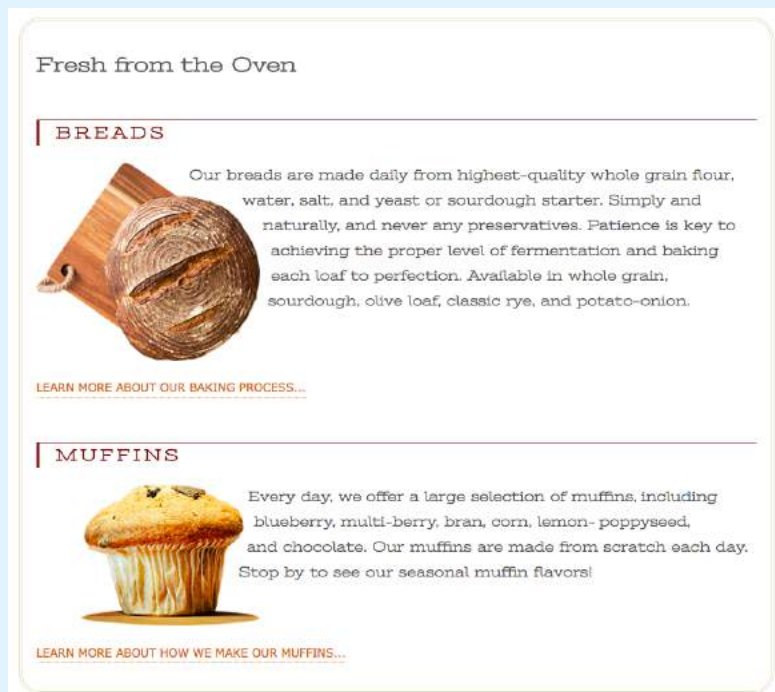 Fresh from the Oven
BREADS
Our breads are made daily from highest-quality whole grain flour,
water, salt, and yeast or sourdough starter. Simply and
naturally, and never any preservatives. Patience is key to
achieving the proper level of fermentation and baking
each loaf to perfection. Available in whole grain,
sourdough, olive loaf, classic rye, and potato-onion.
LEARN MORE ABOUT OUR BAKING PROCESS...
MUFFINS
Every day, we offer a large selection of muffins, including
blueberry, multi-berry, bran, corn, lemon- poppyseed,
and chocolate. Our muffins are made from scratch each day.
Stop by to see our seasonal muffin flavors!
LEARN MORE ABOUT HOW WE MAKE OUR MUFFINS...